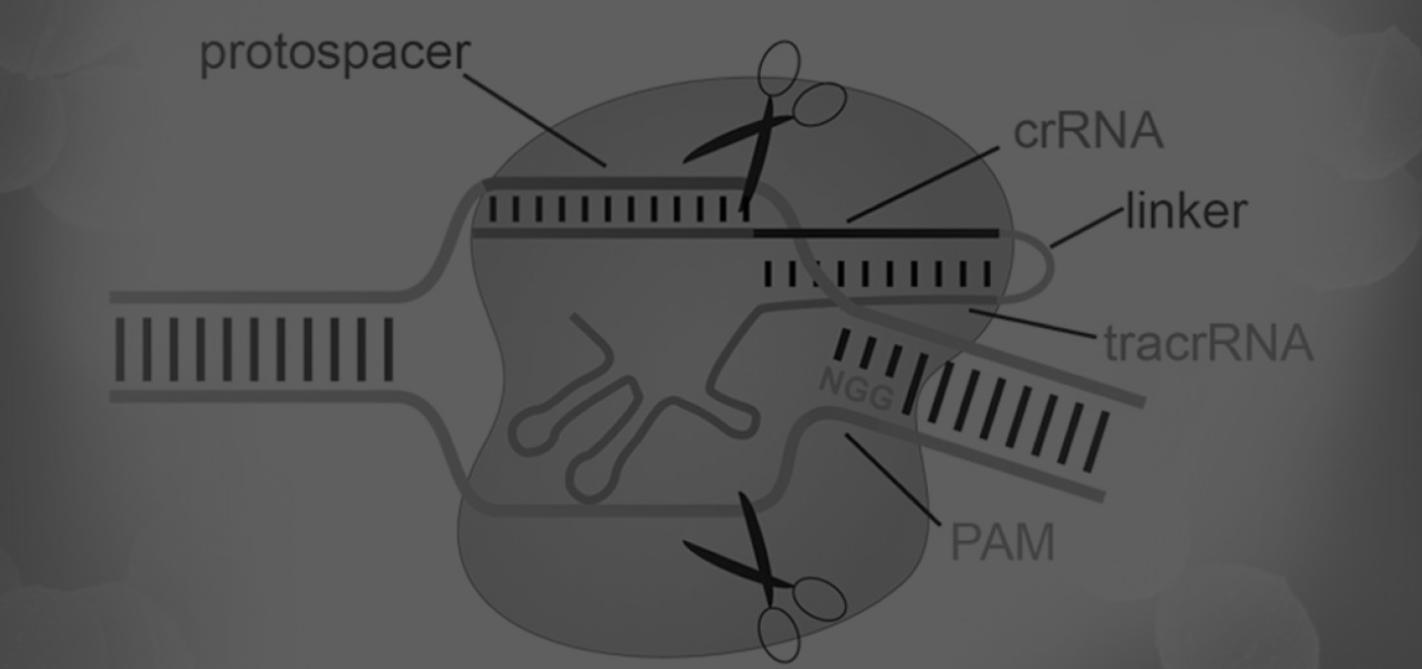 protospacer
crRNA
linker
tracrRNA
NGG
PAM